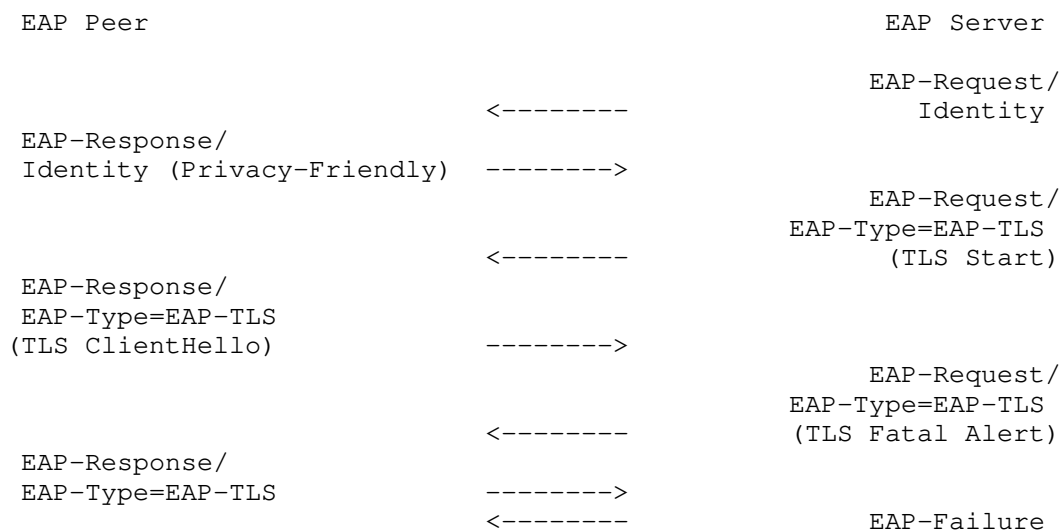 EAP Peer                                                     EAP Server
EAP-Request/
<--------                     Identity
EAP-Response/
Identity (Privacy-Friendly)  -------->
EAP-Request/
EAP-Type=EAP-TLS
<--------                   (TLS Start)
EAP-Response/
EAP-Type=EAP-TLS
(TLS ClientHello)             -------->
EAP-Request/
EAP-Type=EAP-TLS
<--------             (TLS Fatal Alert)
EAP-Response/
EAP-Type=EAP-TLS             -------->
<--------                  EAP-Failure